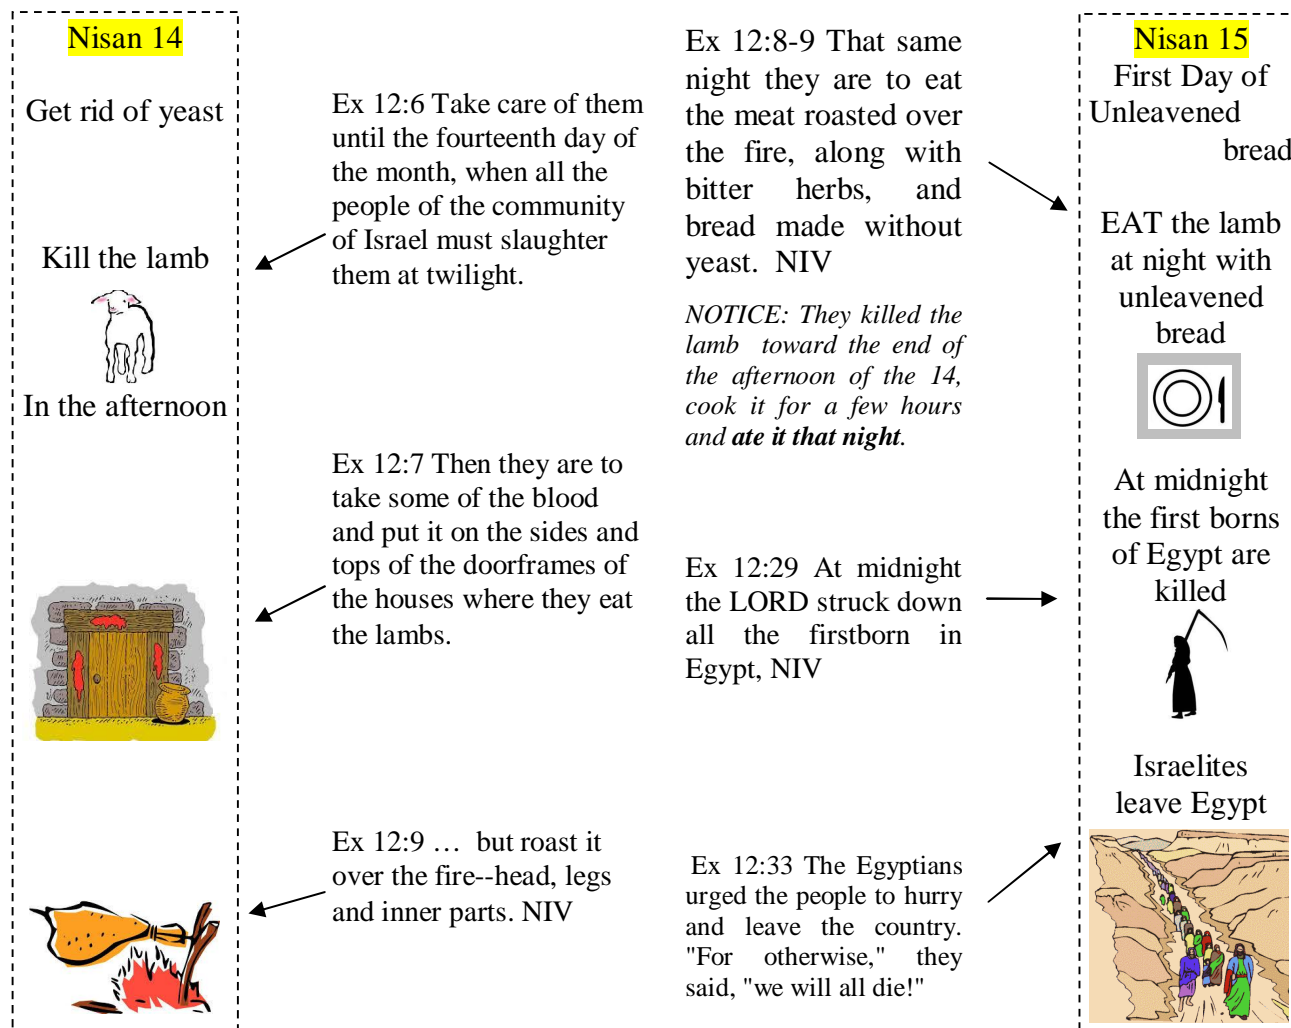 Nisan 14
Get rid of yeast
Kill the lamb
In the afternoon
Ex 12:6 Take care of them
until the fourteenth day of
the month, when all the
people of the community
of Israel must slaughter
them at twilight.
Ex 12:7 Then they are to
take some of the blood
and put it on the sides and
tops of the doorframes of
the houses where they eat
the lambs.
Ex 12:9 … but roast it
over the fire--head, legs
and inner parts. NIV
Ex 12:8-9 That same
night they are to eat
the meat roasted over
the fire, along with
bitter herbs, and
bread made without
yeast. NIV
NOTICE: They killed the
lamb toward the end of
the afternoon of the 14,
cook it for a few hours
and ate it that night.
Ex 12:29 At midnight
the LORD struck down
all the firstborn in
Egypt, NIV
Ex 12:33 The Egyptians
urged the people to hurry
and leave the country.
"For otherwise," they
said, "we will all die!"
Nisan 15
First Day of
Unleavened
bread
EAT the lamb
at night with
unleavened
bread
At midnight
the first borns
of Egypt are
killed
Israelites
leave Egypt